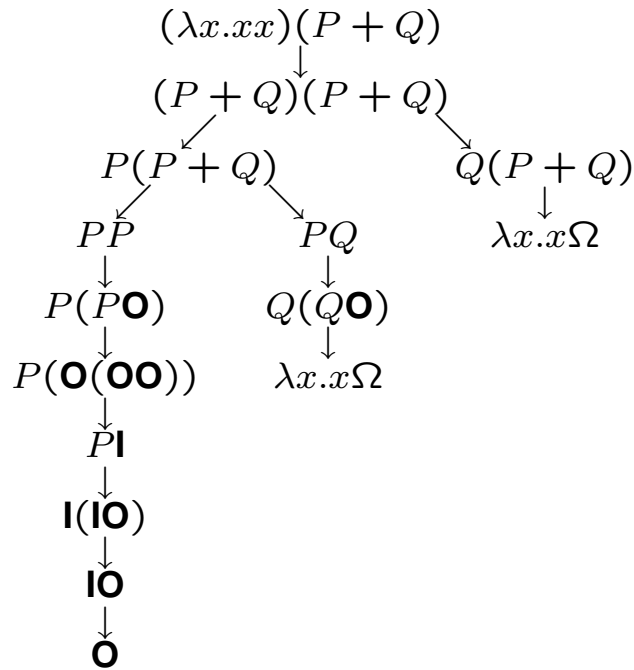 (λx.xx)(P + Q)
(P + Q)(P + Q)
P(P + Q) Q(P + Q)
PP PQ λx.xΩ
P(PO) Q(QO)
P(O(OO)) λx.xΩ
PI
I(IO)
IO
O